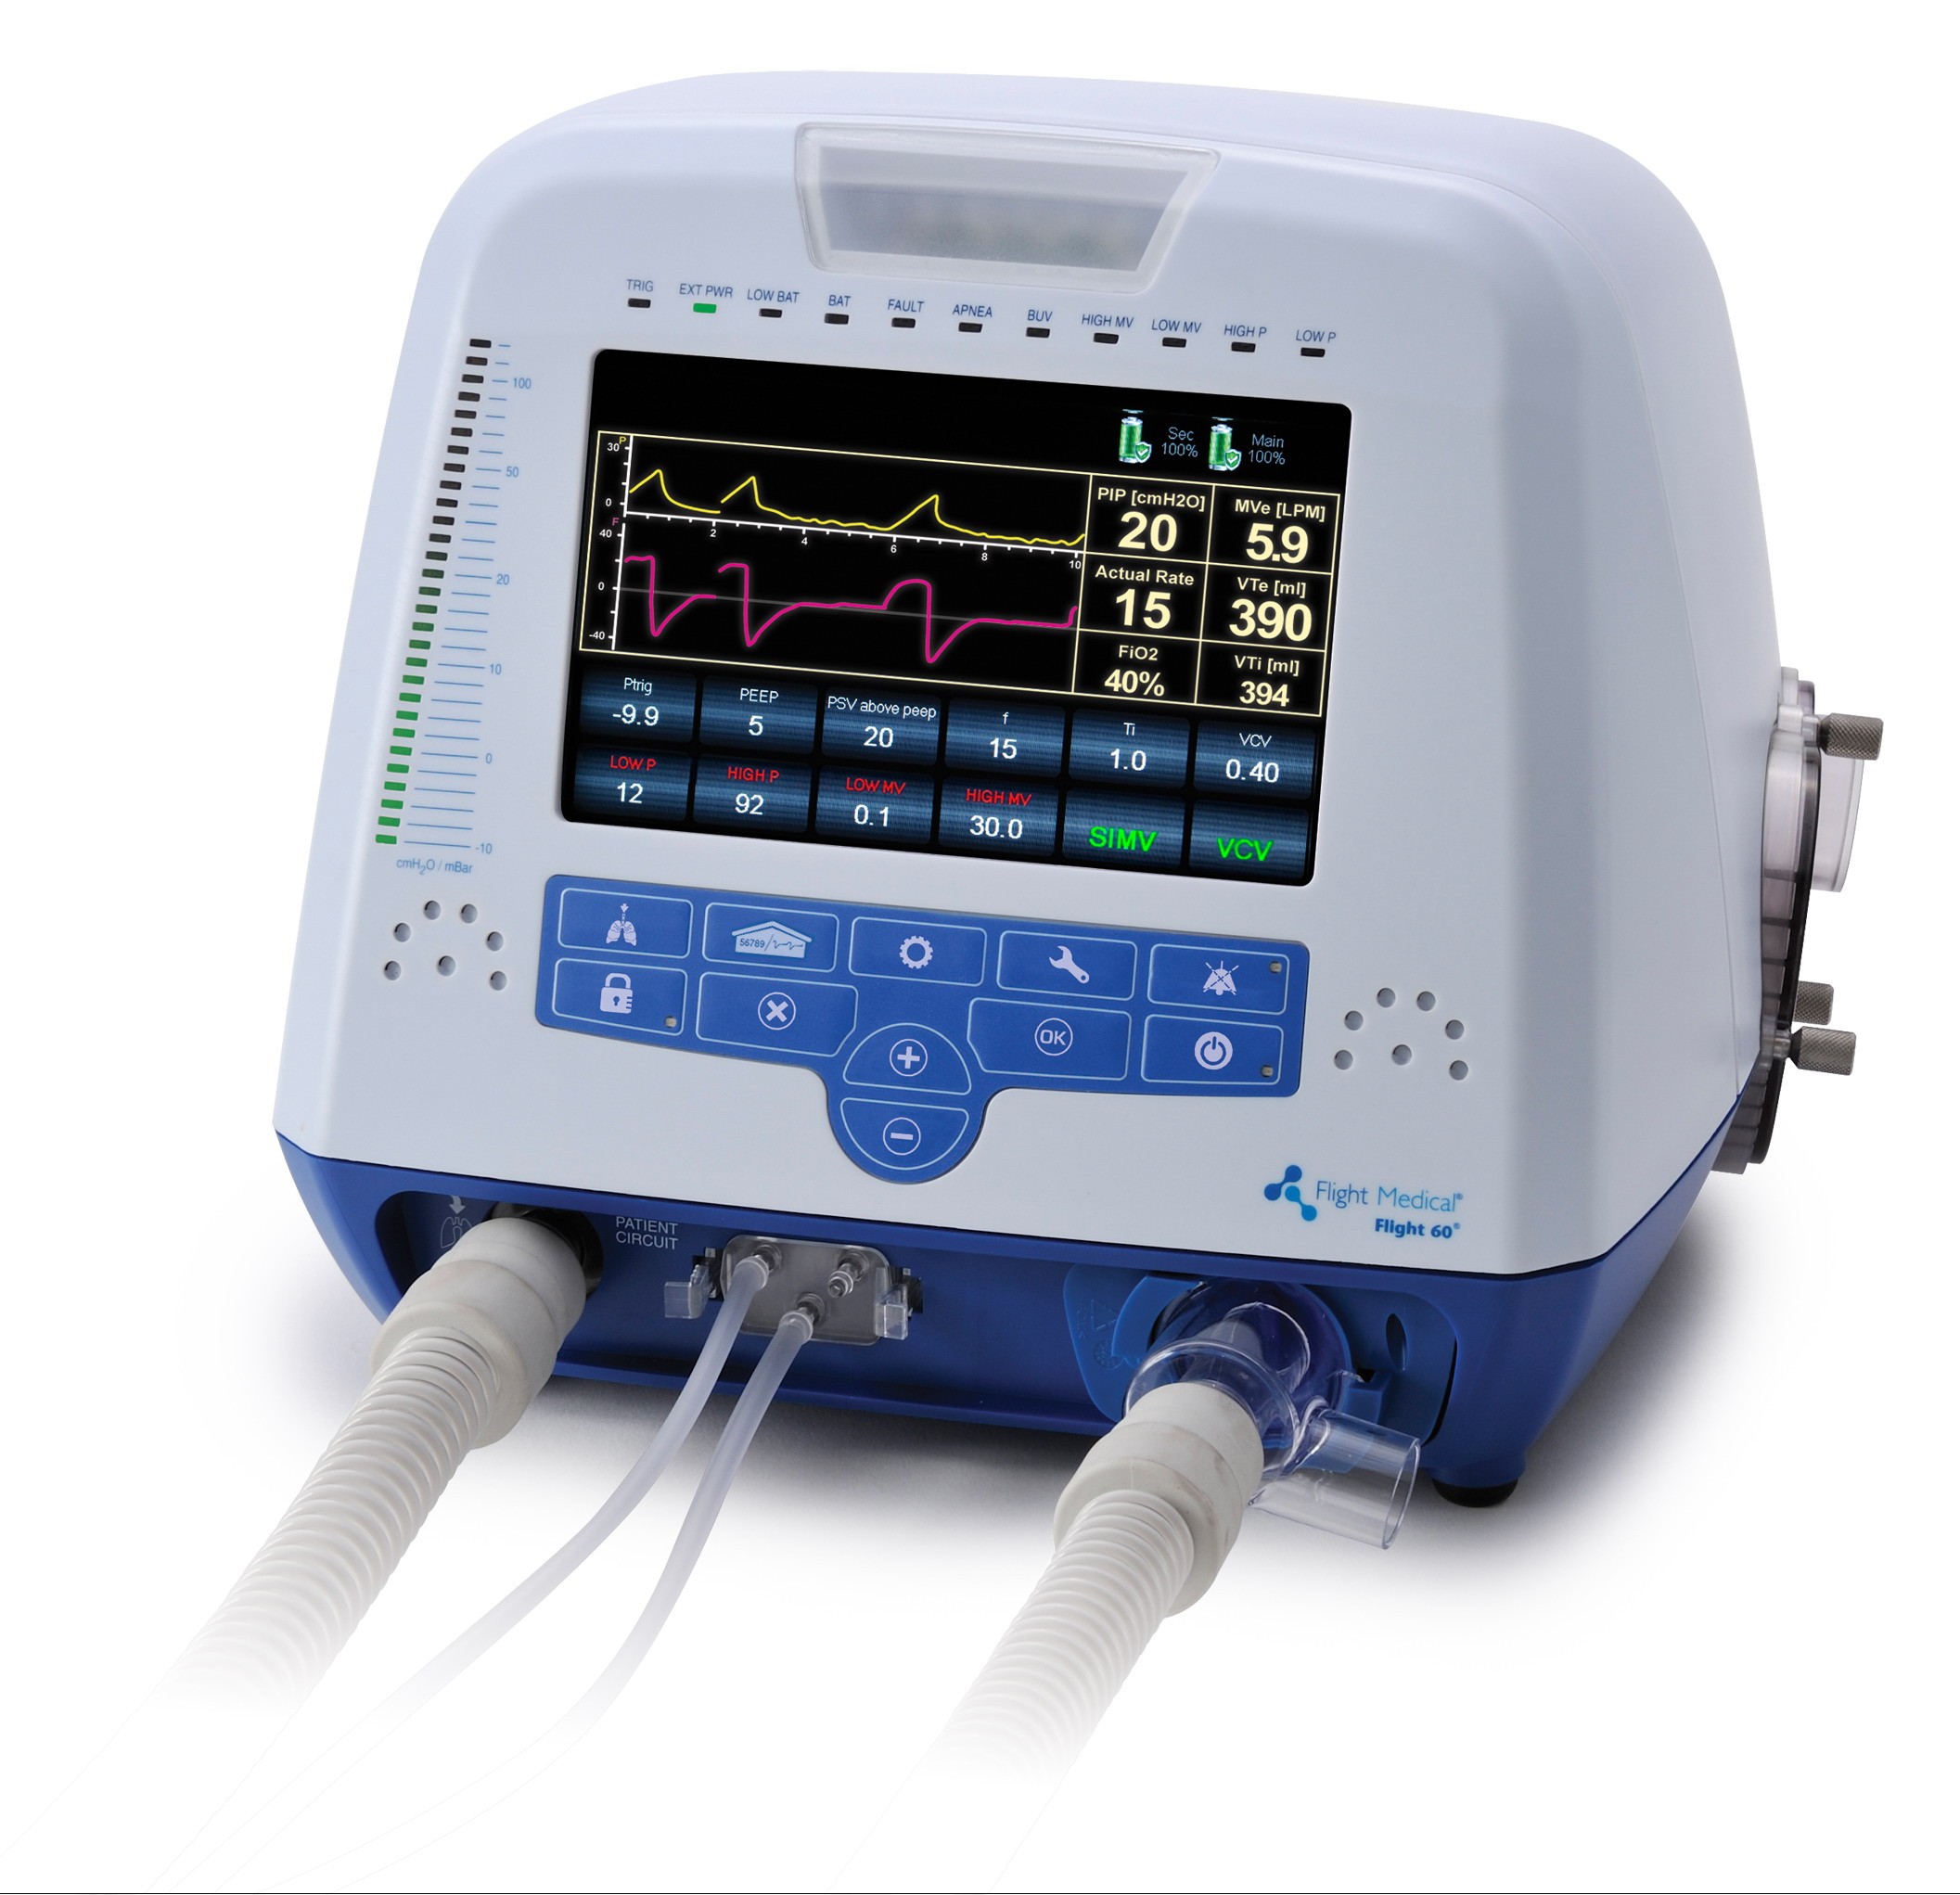 TRIG
EXT PWR
LOW BAT
BAT
FAULT
APNEA
BUV
HIGH MV
LOW MV
HIGH P
LOW P
100
50
20
10
0
-10
cmH2O / mBar
Sec
100%
Main
100%
P
30
0
2
4
6
8
10
F
40
0
-40
PIP [cmH2O]
20
MVe [LPM]
5.9
Actual Rate
15
VTe [ml]
390
FiO2
40%
VTi [ml]
394
Ptrig
-9.9
PEEP
5
PSV above peep
20
f
15
Ti
1.0
VCV
0.40
LOW P
12
HIGH P
92
LOW MV
0.1
HIGH MV
30.0
SIMV
VCV
56789
OK
Flight Medical®
Flight 60®
PATIENT
CIRCUIT